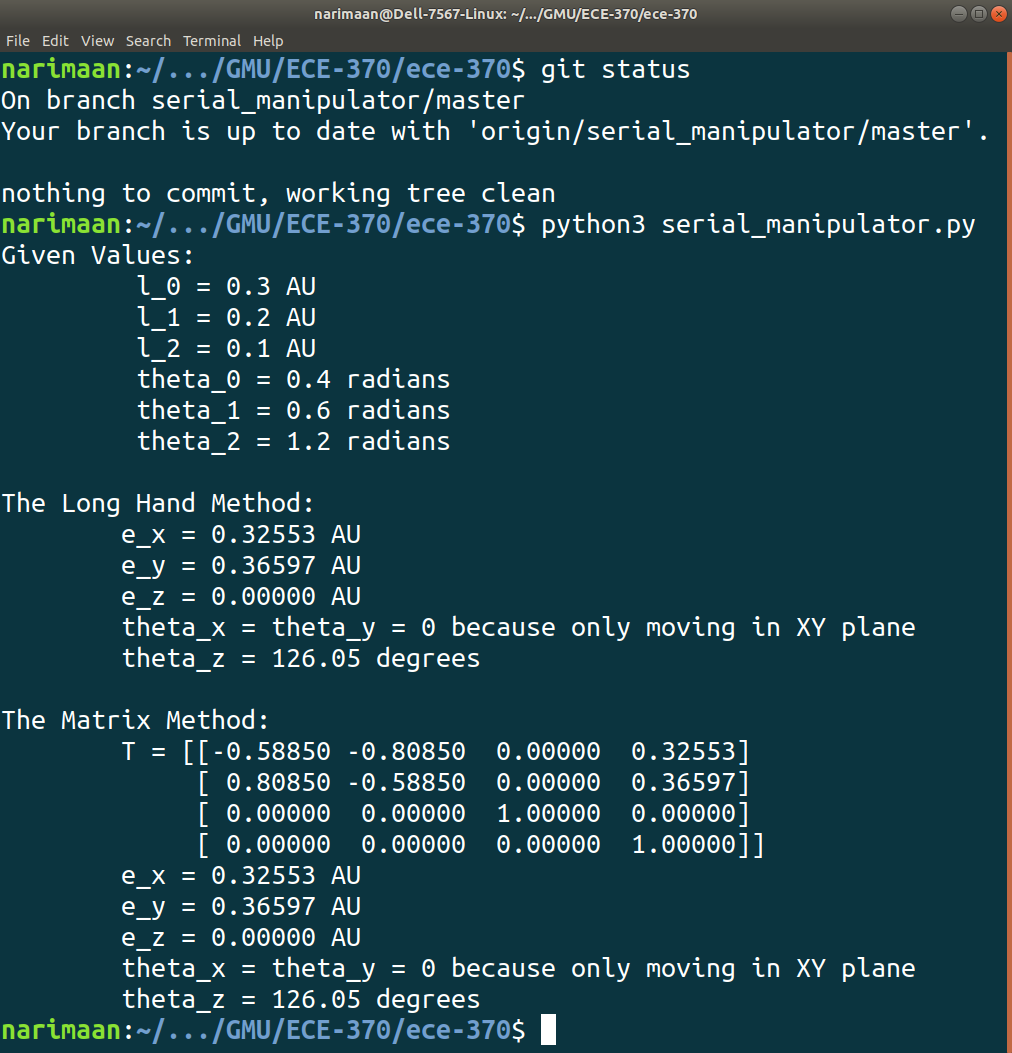 narimaan@Dell-7567-Linux: ~/.../GMU/ECE-370/ece-370
File Edit View Search Terminal Help
narimaan:~/.../GMU/ECE-370/ece-370$ git status
On branch serial_manipulator/master
Your branch is up to date with 'origin/serial_manipulator/master'.

nothing to commit, working tree clean
narimaan:~/.../GMU/ECE-370/ece-370$ python3 serial_manipulator.py
Given Values:
         l_0 = 0.3 AU
         l_1 = 0.2 AU
         l_2 = 0.1 AU
         theta_0 = 0.4 radians
         theta_1 = 0.6 radians
         theta_2 = 1.2 radians

The Long Hand Method:
        e_x = 0.32553 AU
        e_y = 0.36597 AU
        e_z = 0.00000 AU
        theta_x = theta_y = 0 because only moving in XY plane
        theta_z = 126.05 degrees

The Matrix Method:
        T = [[-0.58850 -0.80850  0.00000  0.32553]
             [ 0.80850 -0.58850  0.00000  0.36597]
             [ 0.00000  0.00000  1.00000  0.00000]
             [ 0.00000  0.00000  0.00000  1.00000]]
        e_x = 0.32553 AU
        e_y = 0.36597 AU
        e_z = 0.00000 AU
        theta_x = theta_y = 0 because only moving in XY plane
        theta_z = 126.05 degrees
narimaan:~/.../GMU/ECE-370/ece-370$